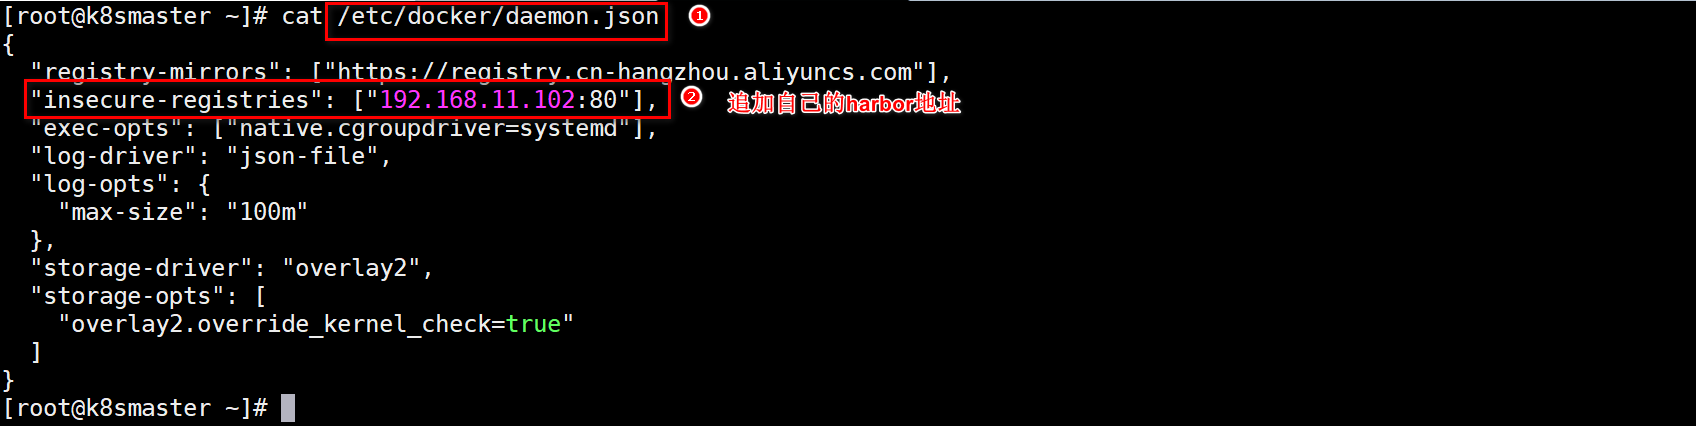 [root@k8smaster ~]# cat /etc/docker/daemon.json ①
{
  "registry-mirrors": ["https://registry.cn-hangzhou.aliyuncs.com"],
  "insecure-registries": ["192.168.11.102:80"], ② 追加自己的harbor地址
  "exec-opts": ["native.cgroupdriver=systemd"],
  "log-driver": "json-file",
  "log-opts": {
    "max-size": "100m"
  },
  "storage-driver": "overlay2",
  "storage-opts": [
    "overlay2.override_kernel_check=true"
  ]
}
[root@k8smaster ~]#